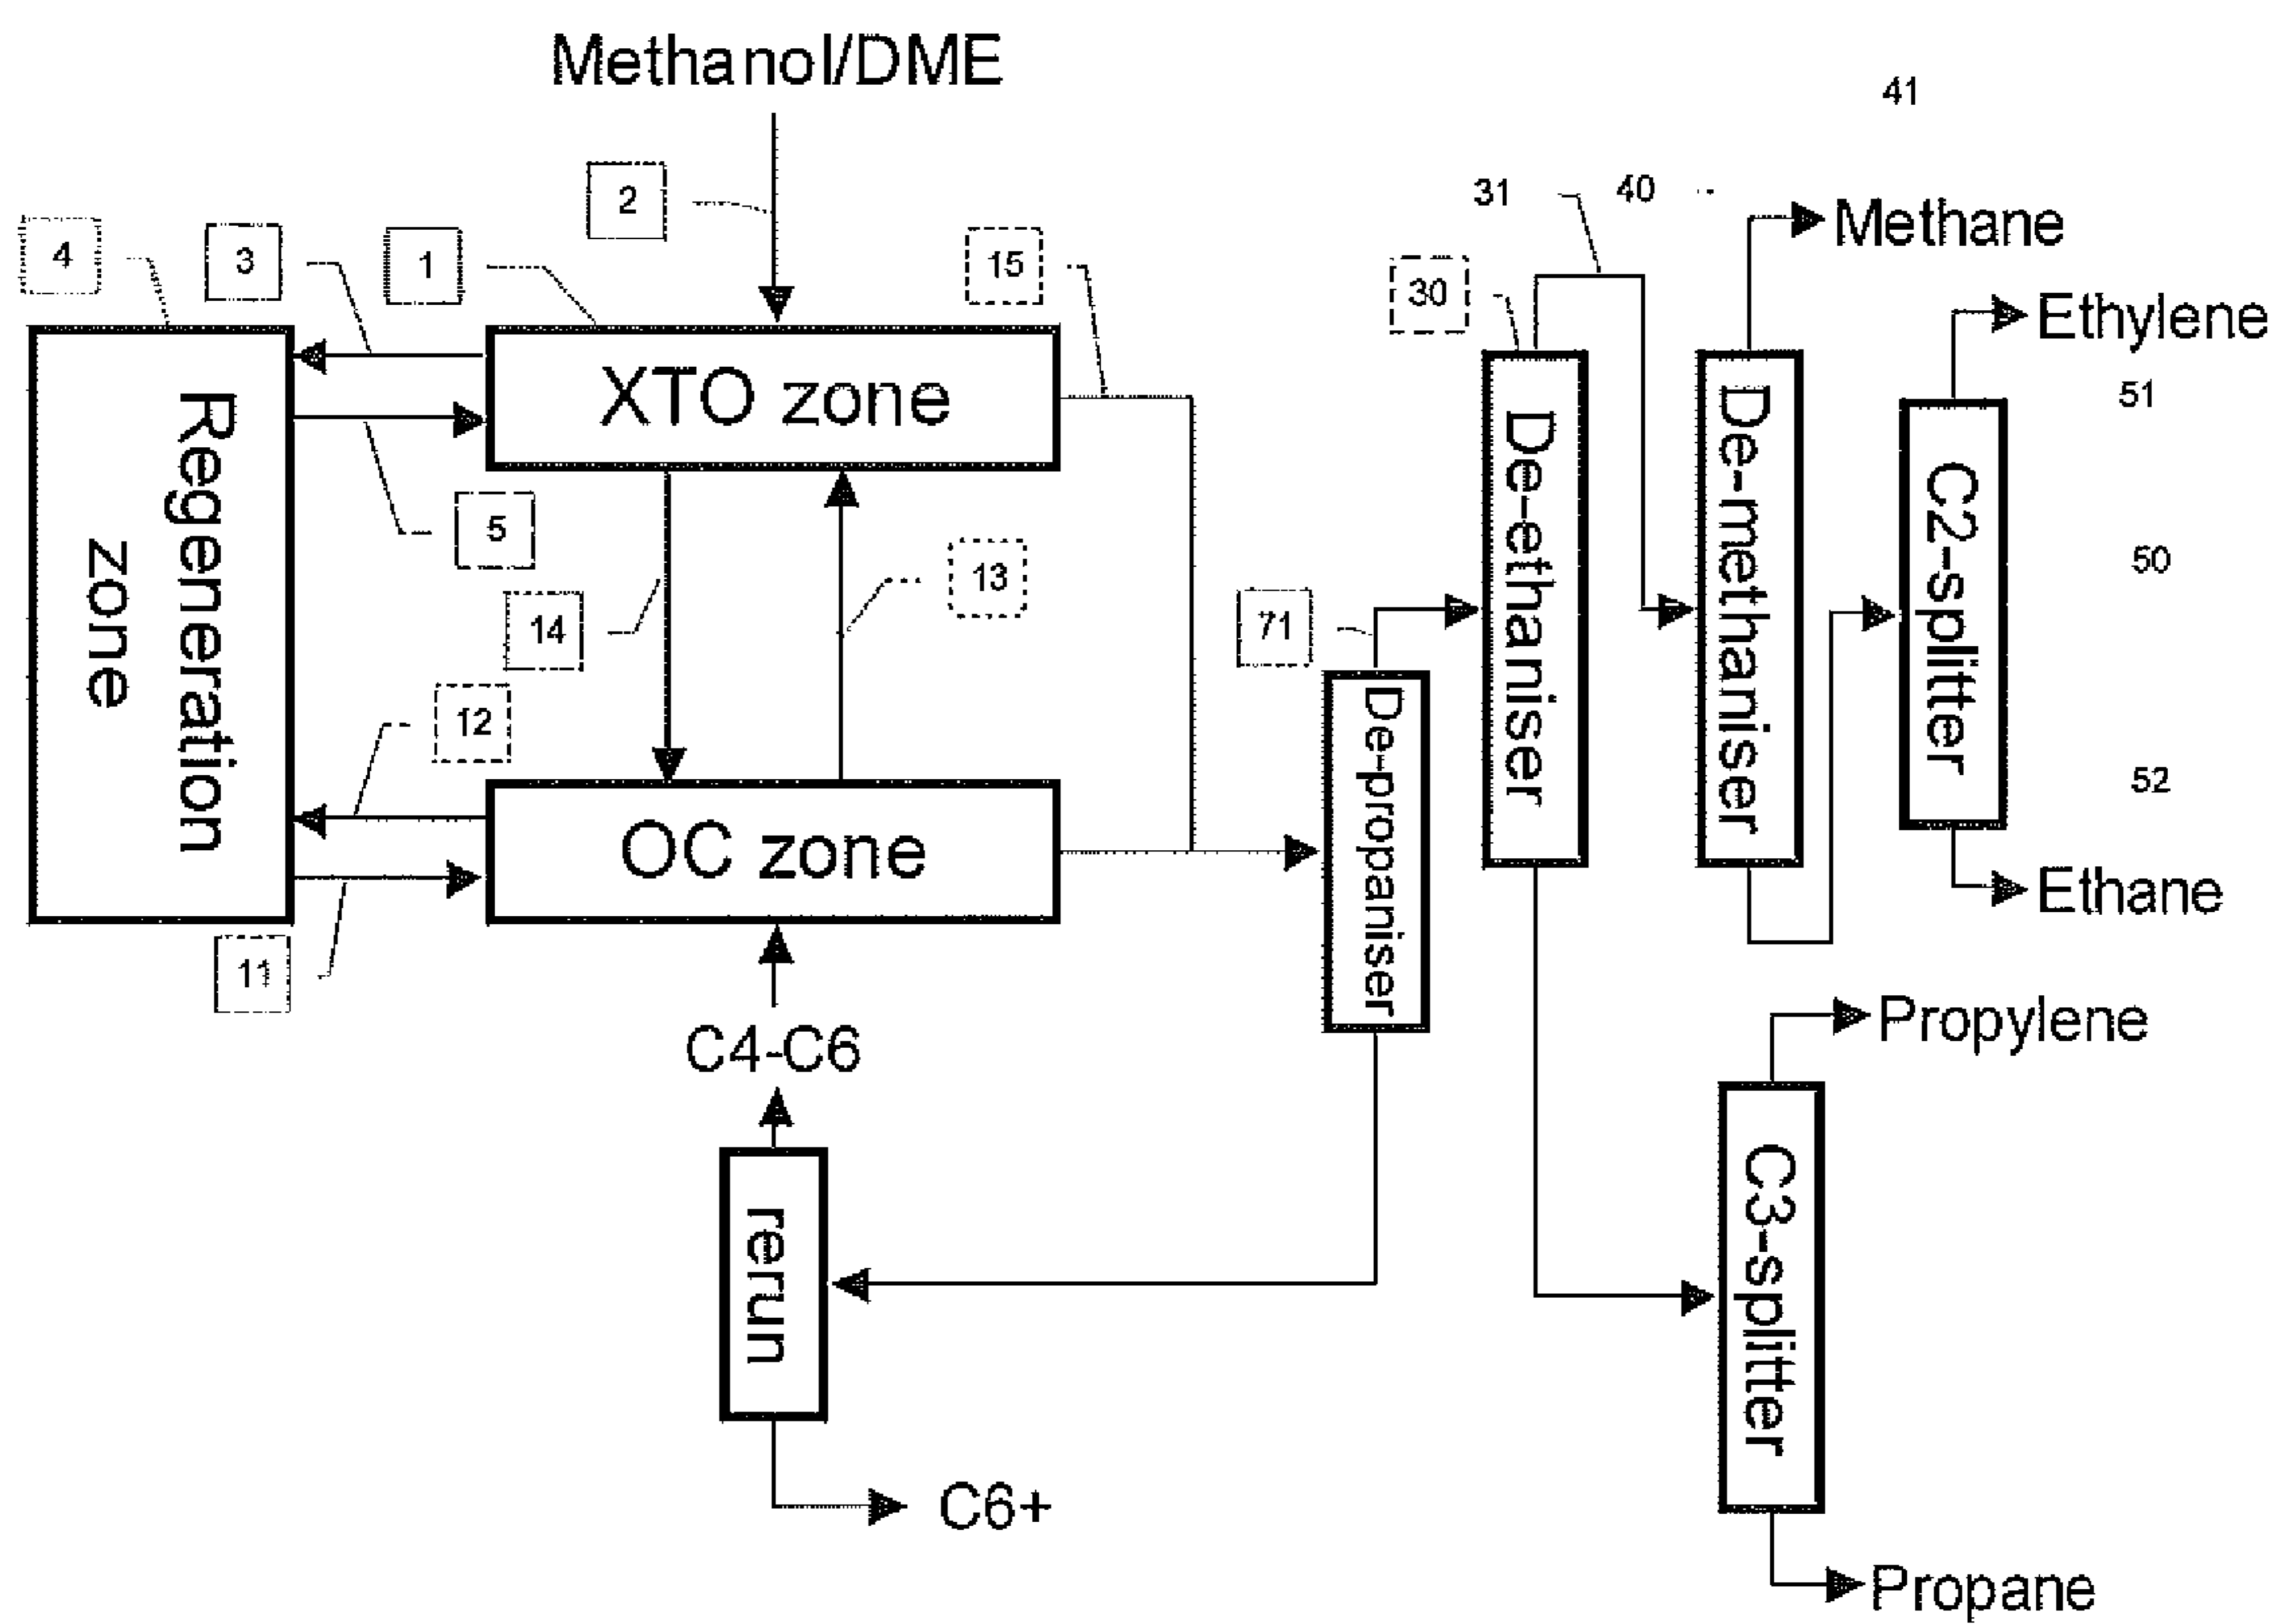 Methanol/DME
41
2
31
40
Methane
4
3
1
15
30
Ethylene
XTO zone
51
Regeneration
zone
De-ethaniser
De-methaniser
C2-splitter
5
13
50
14
71
12
De-propaniser
52
OC zone
Ethane
11
C4-C6
Propylene
rerun
C3-splitter
C6+
Propane